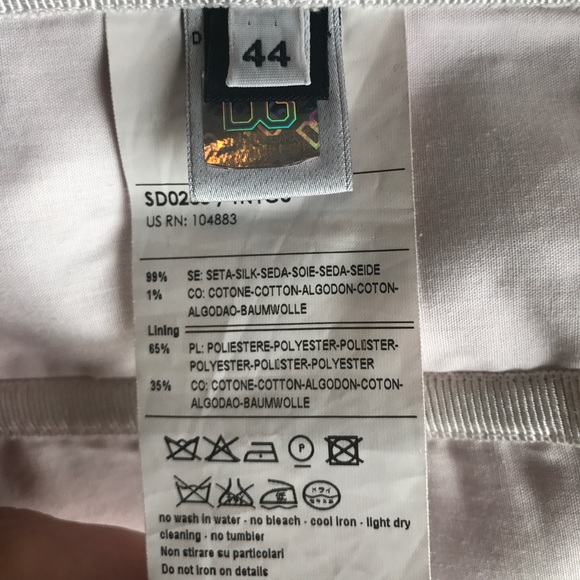 D
44
DG
US RN: 104883
99% SE: SETA-SILK-SEDA-SOIE-SEDA-SEIDE
1% CO: COTONE-COTTON-ALGODON-COTON-
ALGODAO-BAUMWOLLE
Lining
65% PL: POLIESTERE-POLYESTER-POLIESTER-
POLYESTER-POLIESTER-POLYESTER
35% CO: COTONE-COTTON-ALGODON-COTON-
ALGODAO-BAUMWOLLE
P
no wash in water - no bleach - cool iron - light dry
cleaning - no tumbler
Non stirare su particolari
Do not iron on details